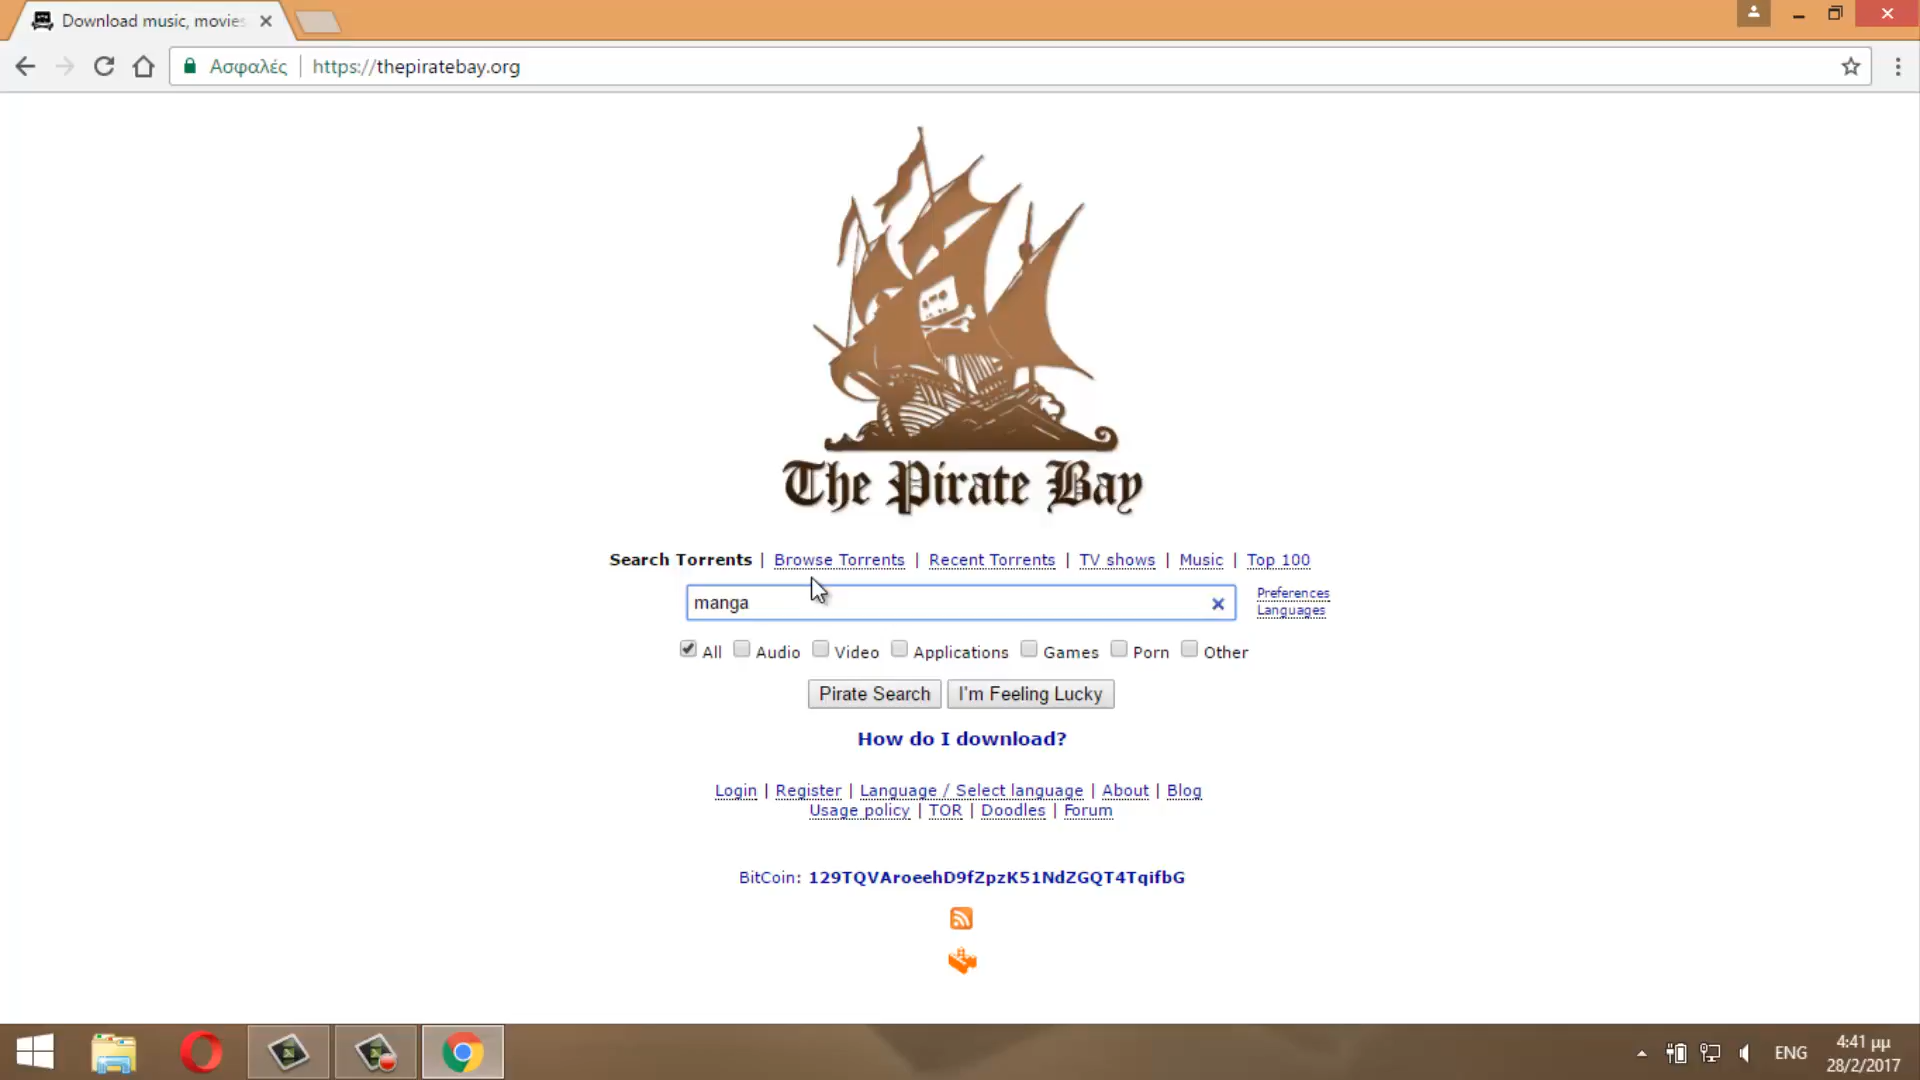 Download music, movies
Ασφαλές https://thepiratebay.org
The Pirate Bay
Search Torrents | Browse Torrents | Recent Torrents | TV shows | Music | Top 100
manga
Preferences
Languages
All Audio Video Applications Games Porn Other
Pirate Search I'm Feeling Lucky
How do I download?
Login | Register | Language / Select language | About | Blog
Usage policy | TOR | Doodles | Forum
BitCoin: 129TQVAroeehD9fZpzK51NdZGQT4TqifbG
ENG
4:41 μμ
28/2/2017